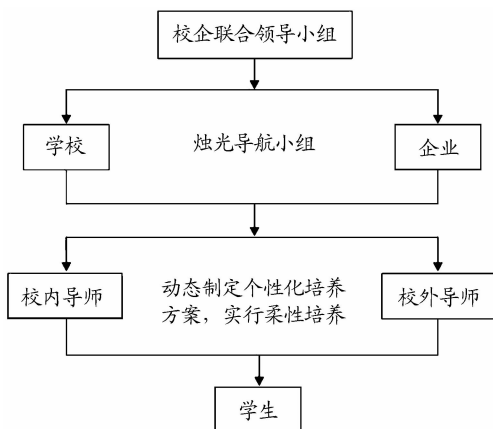 校企联合领导小组
学校
烛光导航小组
企业
校内导师
动态制定个性化培养
方案，实行柔性培养
校外导师
学生